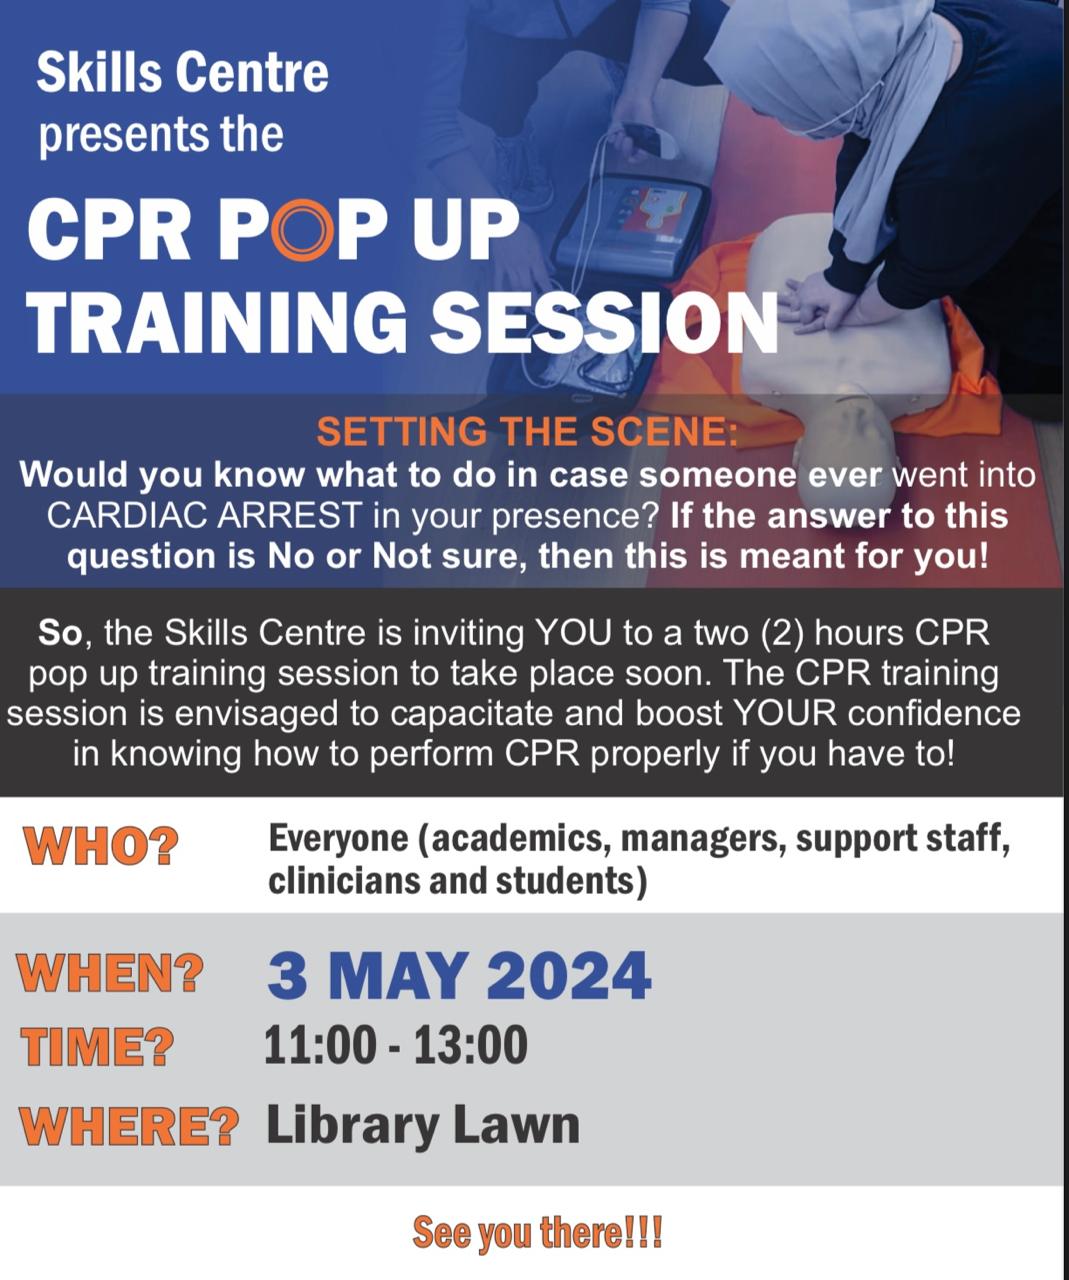 Skills Centre
presents the
CPR POP UP
TRAINING SESSION
SETTING THE SCENE:
Would you know what to do in case someone ever went into
CARDIAC ARREST in your presence? If the answer to this
question is No or Not sure, then this is meant for you!
So, the Skills Centre is inviting YOU to a two (2) hours CPR
pop up training session to take place soon. The CPR training
session is envisaged to capacitate and boost YOUR confidence
in knowing how to perform CPR properly if you have to!
WHO? Everyone (academics, managers, support staff,
clinicians and students)
WHEN? 3 MAY 2024
TIME? 11:00 - 13:00
WHERE? Library Lawn
See you there!!!